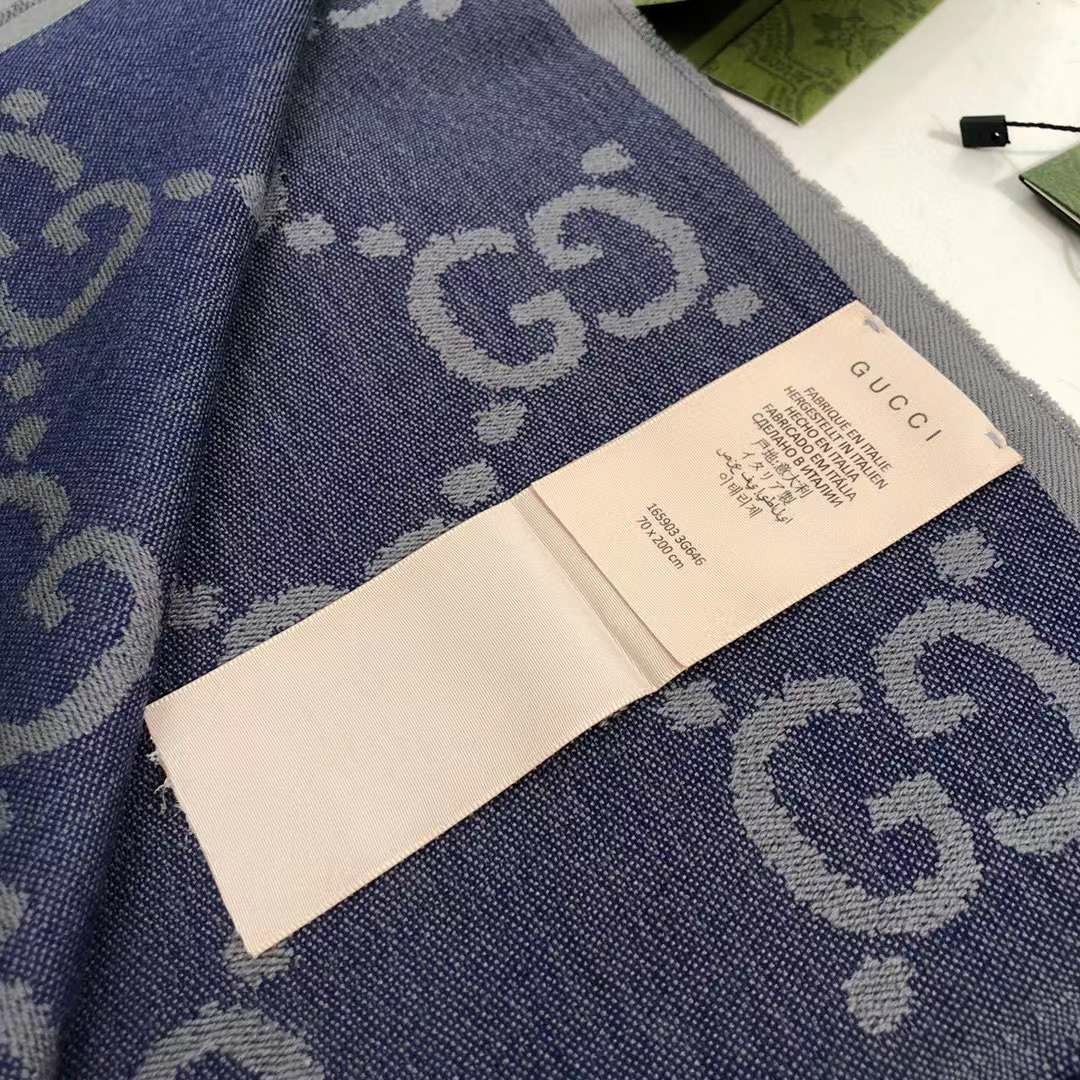 GUCCI
FABRIQUE EN ITALIE
HERGESTELLT IN ITALIEN
HECHO EN ITALIA
FABRICADO EM ITÁLIA
СДЕЛАНО В ИТАЛИИ
戶地意大利
イタリア製
이태리제
165903 3G646
70 x 200 cm